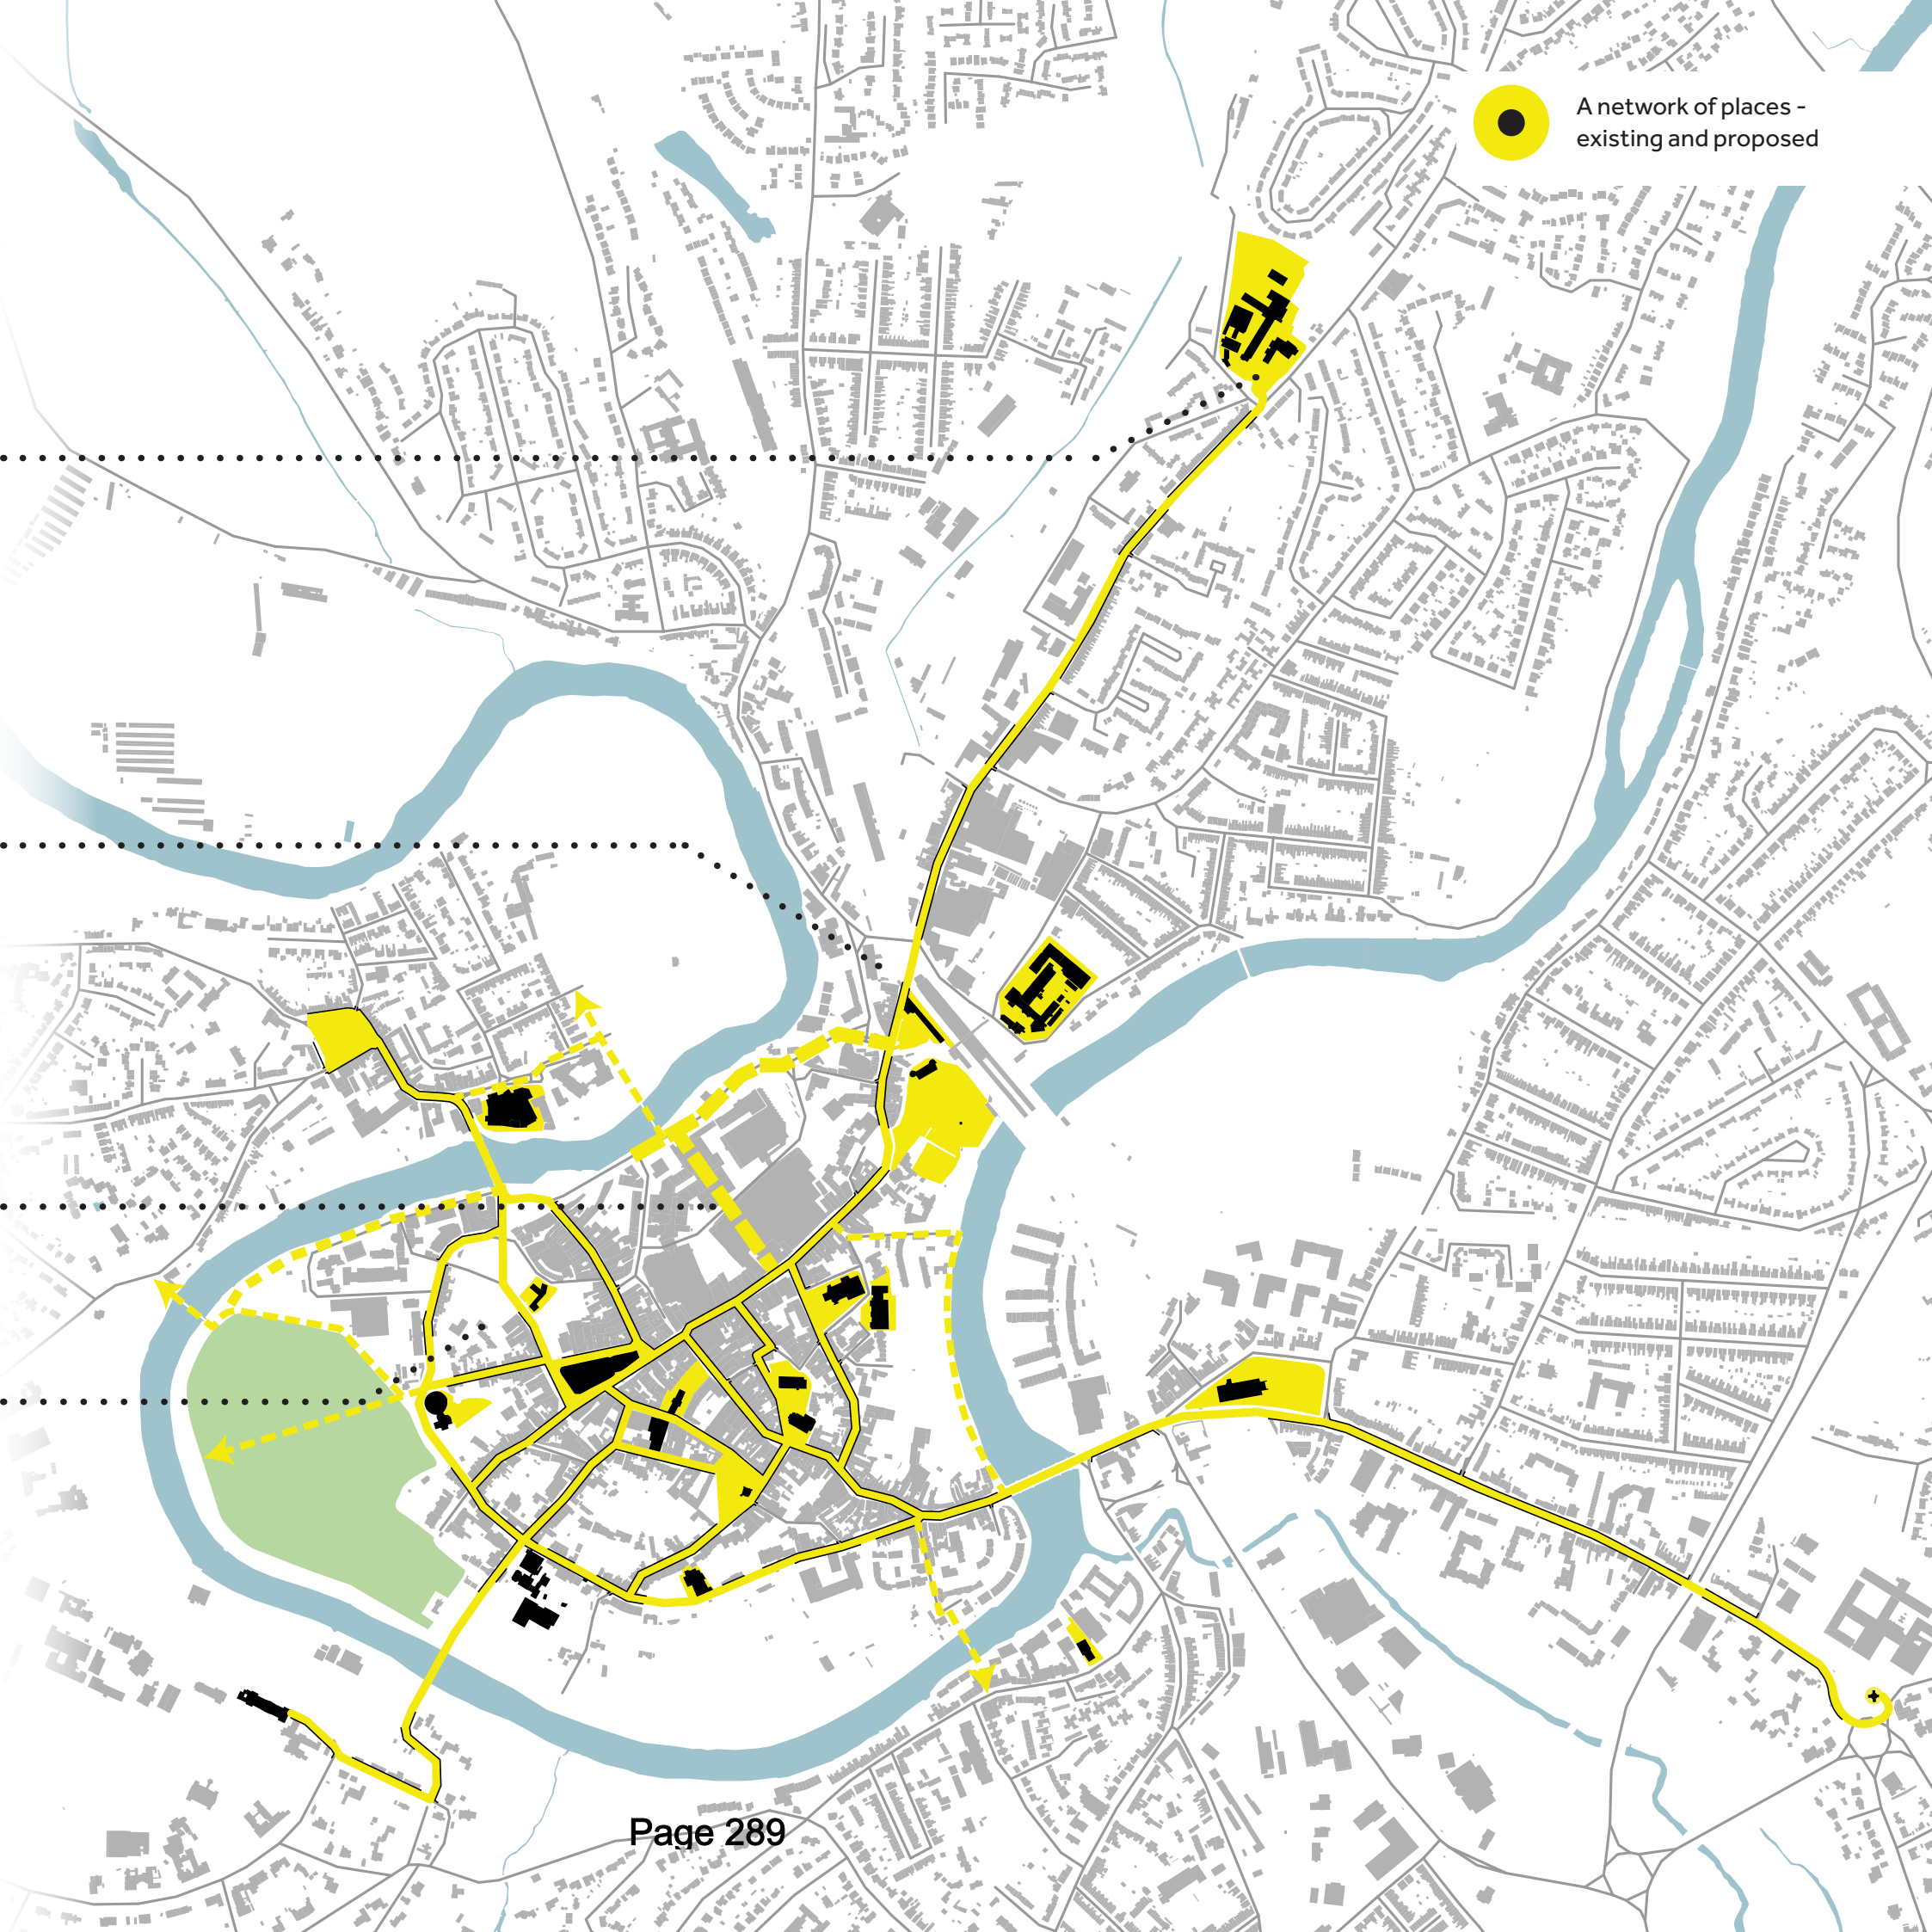 A network of places -
existing and proposed
Page 289